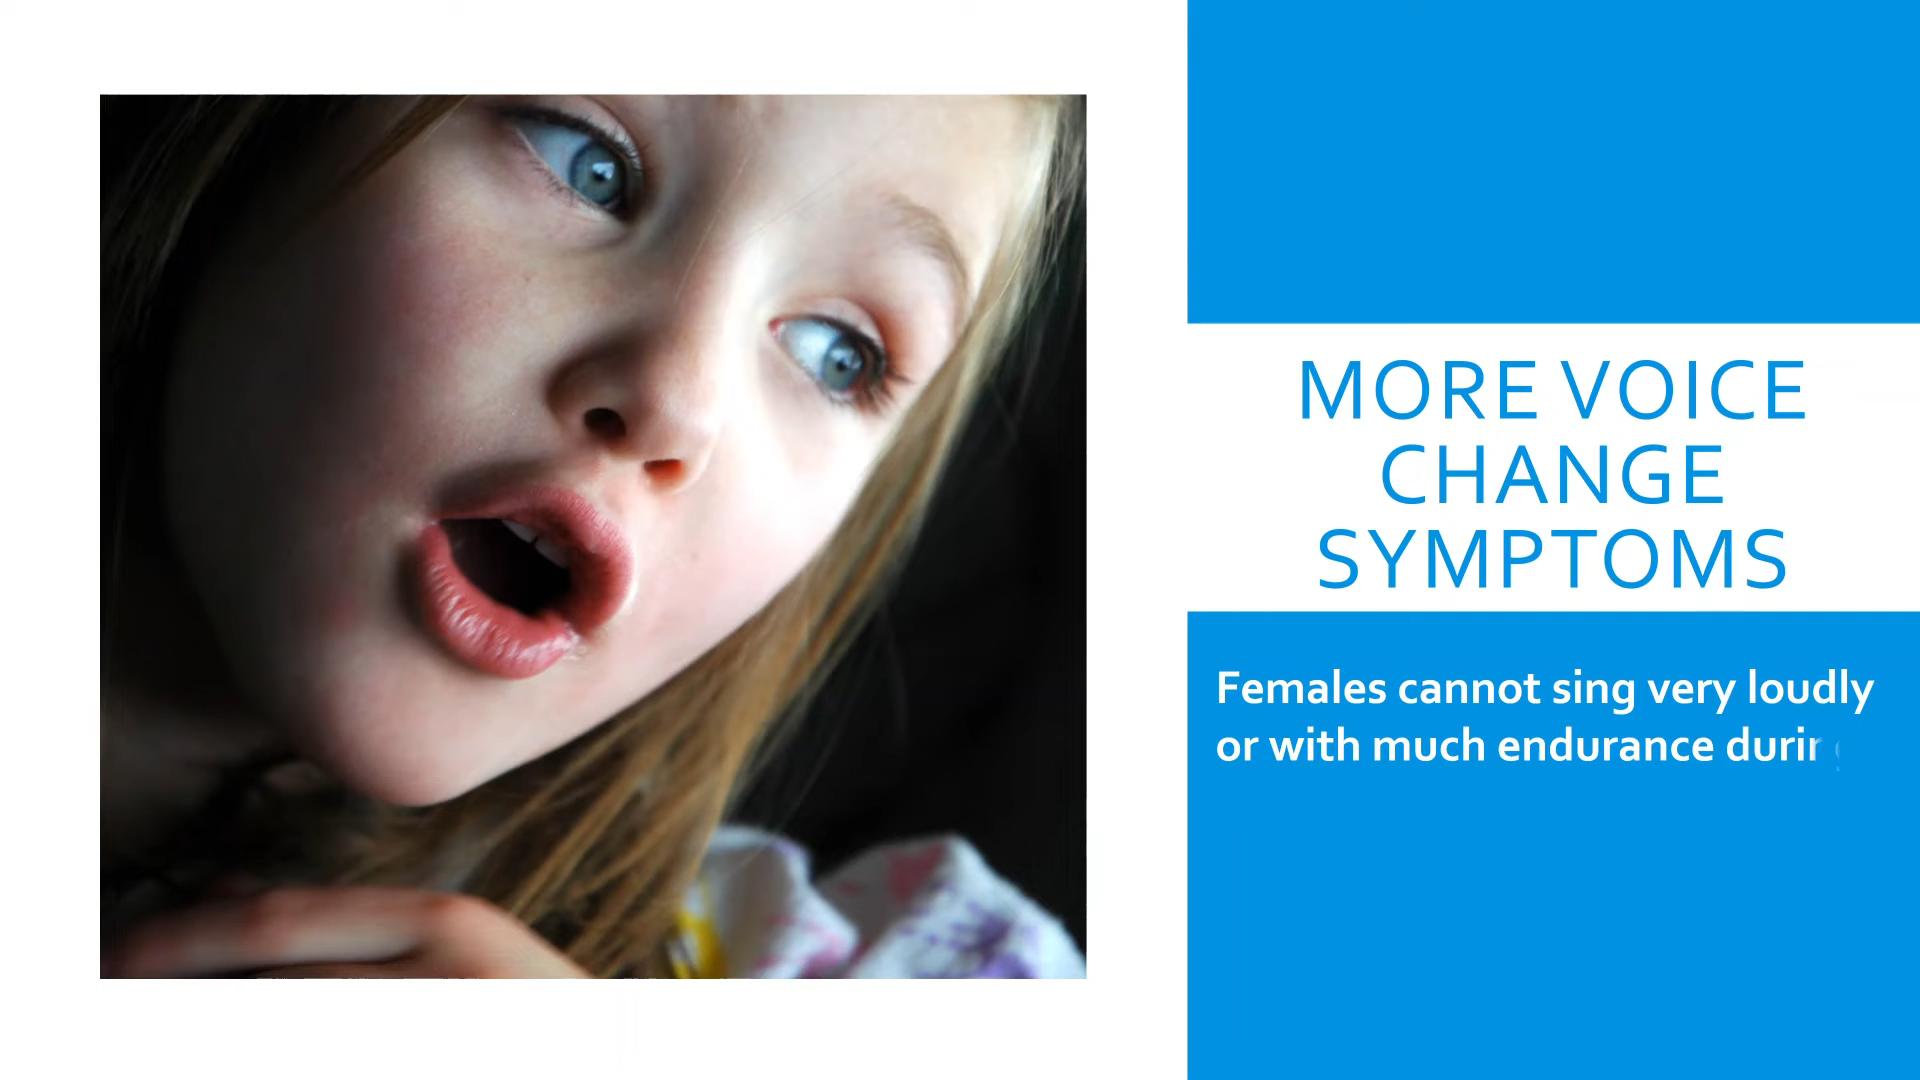 MORE VOICE
CHANGE
SYMPTOMS
Females cannot sing very loudly
or with much endurance